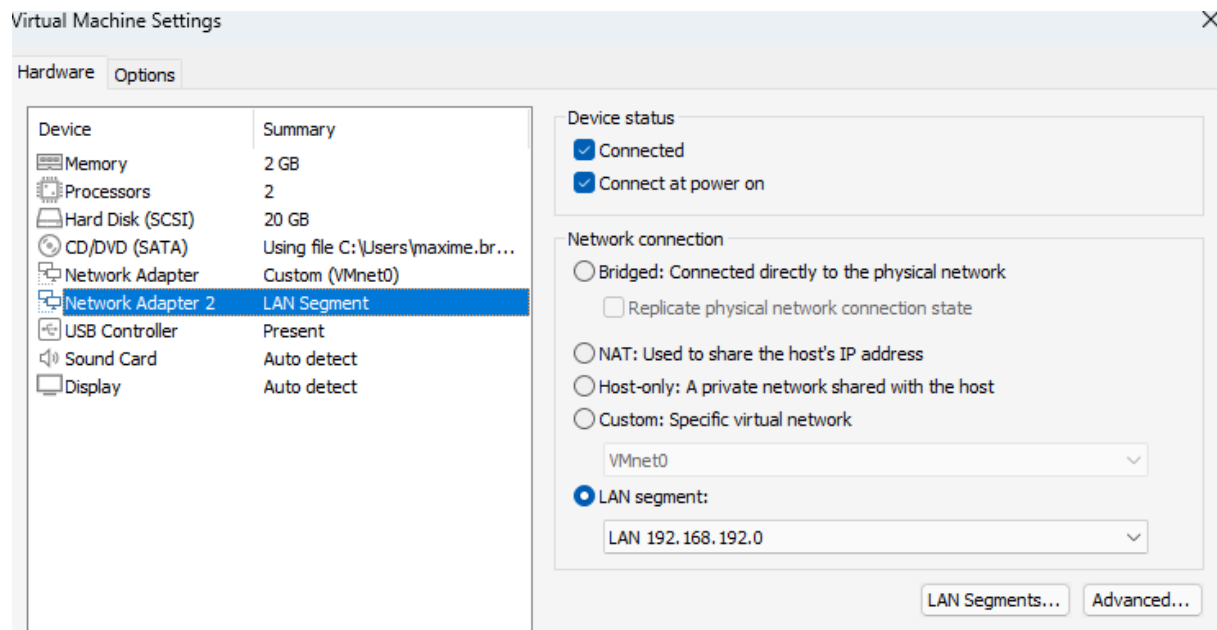 Virtual Machine Settings
Hardware
Options
Device Summary
Memory 2 GB
Processors 2
Hard Disk (SCSI) 20 GB
CD/DVD (SATA) Using file C:\Users\maxime.br...
Network Adapter Custom (VMnet0)
Network Adapter 2 LAN Segment
USB Controller Present
Sound Card Auto detect
Display Auto detect
Device status
Connected
Connect at power on
Network connection
Bridged: Connected directly to the physical network
Replicate physical network connection state
NAT: Used to share the host's IP address
Host-only: A private network shared with the host
Custom: Specific virtual network
VMnet0
LAN segment:
LAN 192.168.192.0
LAN Segments... Advanced...